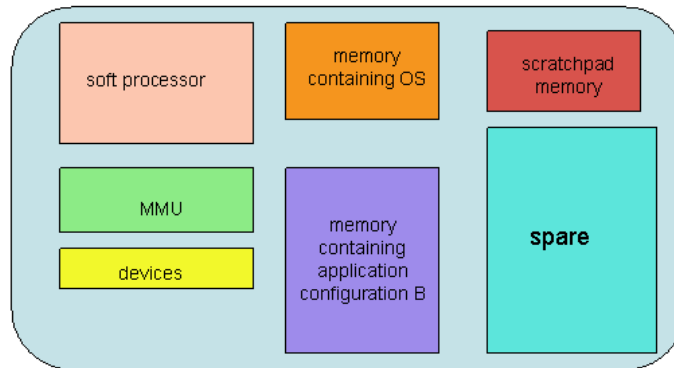 soft processor
memory
containing OS
scratchpad
memory
MMU
devices
memory
containing
application
configuration B
spare